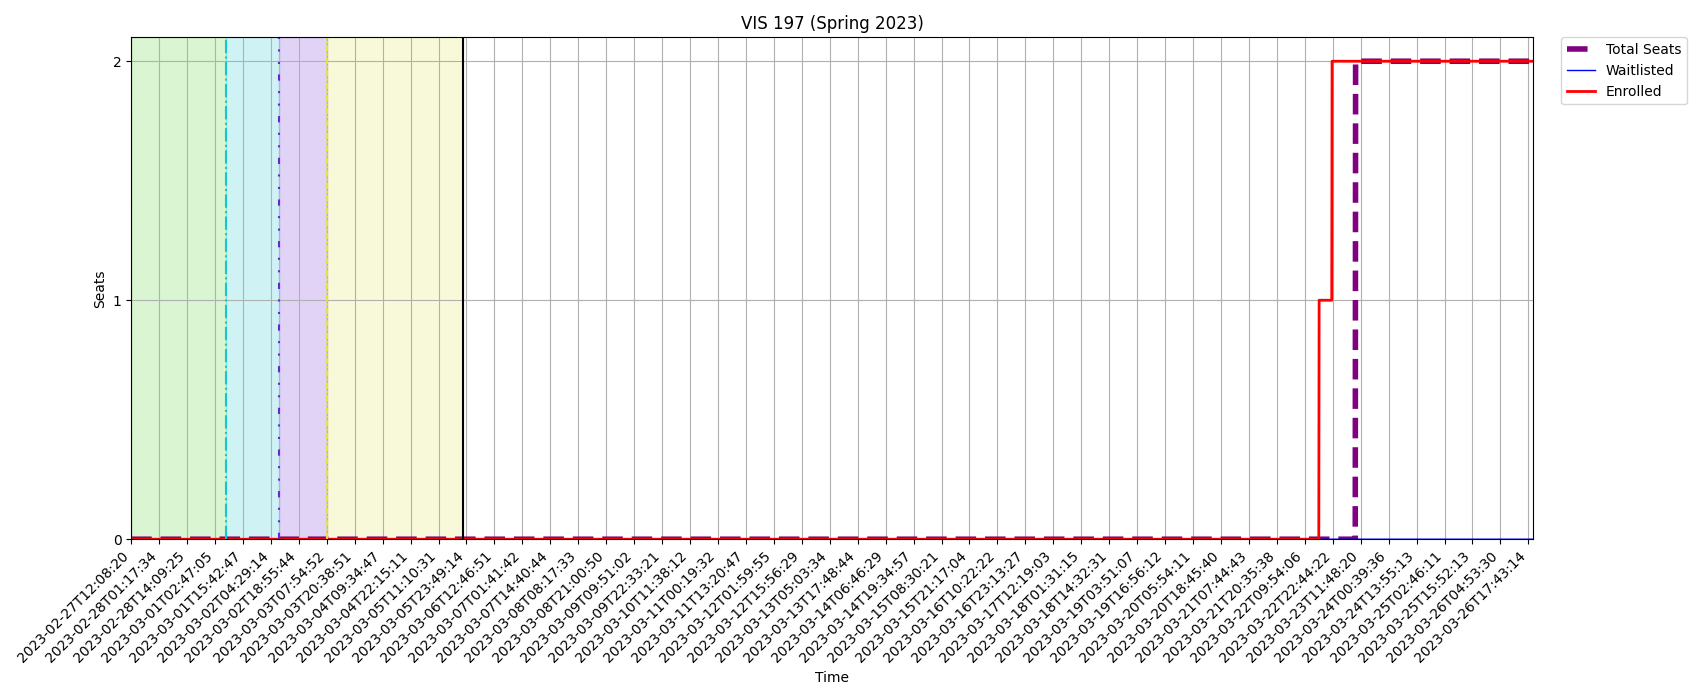 VIS 197 (Spring 2023)
Total Seats
Waitlisted
Enrolled
Seats
2
1
0
2023-02-27T12:08:20
2023-02-28T01:17:34
2023-02-28T14:09:25
2023-03-01T02:47:05
2023-03-01T15:42:47
2023-03-02T04:29:14
2023-03-02T18:55:44
2023-03-03T07:54:52
2023-03-03T20:38:51
2023-03-04T09:34:47
2023-03-04T22:15:11
2023-03-05T11:10:31
2023-03-05T23:49:14
2023-03-06T12:46:51
2023-03-07T01:41:42
2023-03-07T14:40:44
2023-03-08T08:17:33
2023-03-08T21:00:50
2023-03-09T09:51:02
2023-03-09T22:33:21
2023-03-10T11:38:12
2023-03-11T00:19:32
2023-03-11T13:20:47
2023-03-12T01:59:55
2023-03-12T15:56:29
2023-03-13T05:03:34
2023-03-13T17:48:44
2023-03-14T06:46:29
2023-03-14T19:34:57
2023-03-15T08:30:21
2023-03-15T21:17:04
2023-03-16T10:22:22
2023-03-16T23:13:27
2023-03-17T12:19:03
2023-03-18T01:31:15
2023-03-18T14:32:31
2023-03-19T03:51:07
2023-03-19T16:56:12
2023-03-20T05:54:11
2023-03-20T18:45:40
2023-03-21T07:44:43
2023-03-21T20:35:38
2023-03-22T09:54:06
2023-03-22T22:44:22
2023-03-23T11:48:20
2023-03-24T00:39:36
2023-03-24T13:55:13
2023-03-25T02:46:11
2023-03-25T15:52:13
2023-03-26T04:53:30
2023-03-26T17:43:14
Time